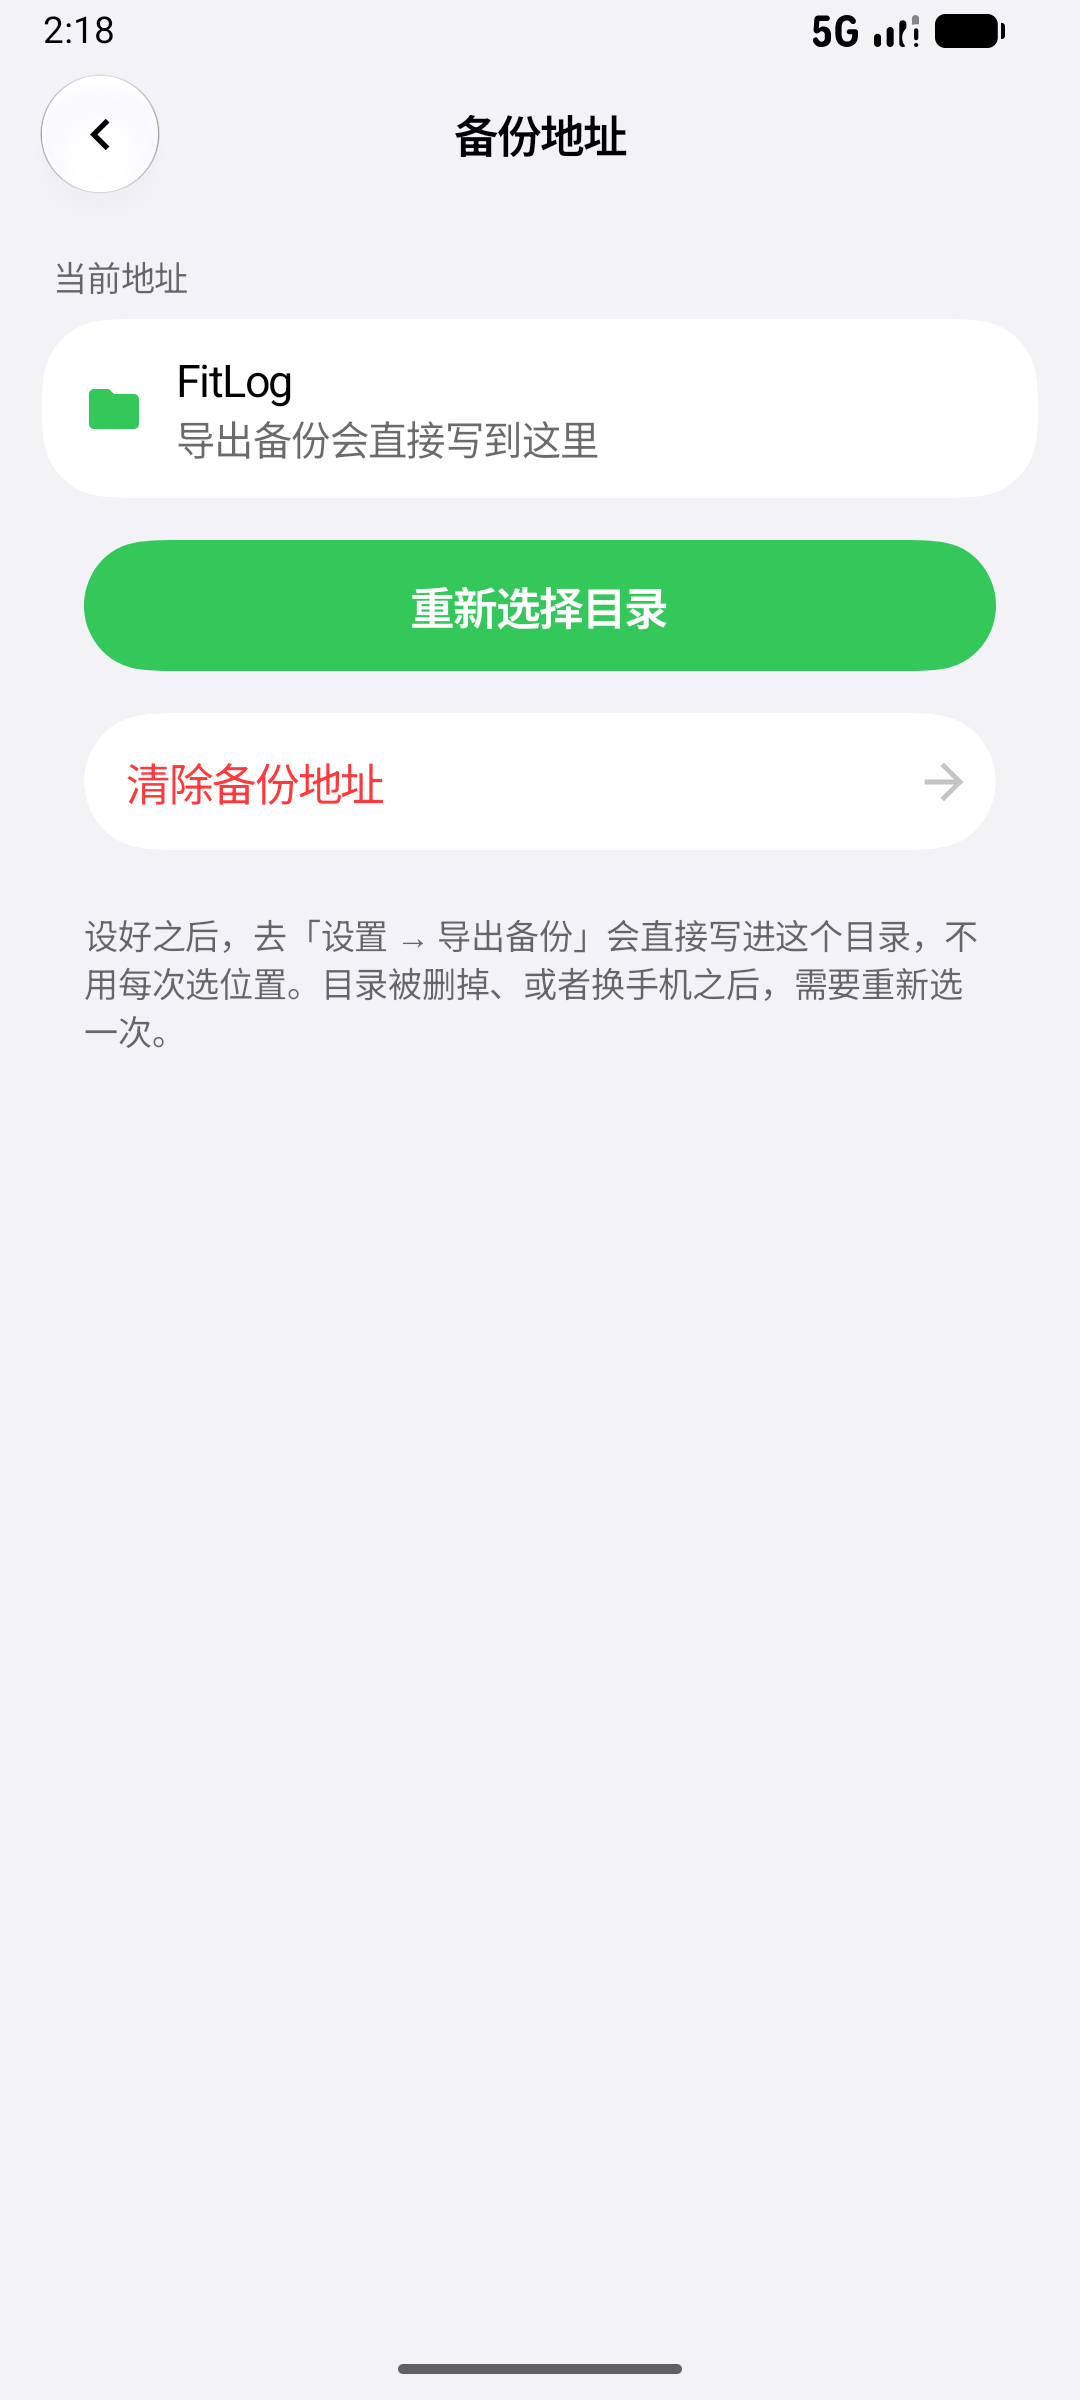 2:18
5G
备份地址
当前地址
FitLog
导出备份会直接写到这里
重新选择目录
清除备份地址
设好之后，去「设置 → 导出备份」会直接写进这个目录，不
用每次选位置。目录被删掉、或者换手机之后，需要重新选
一次。